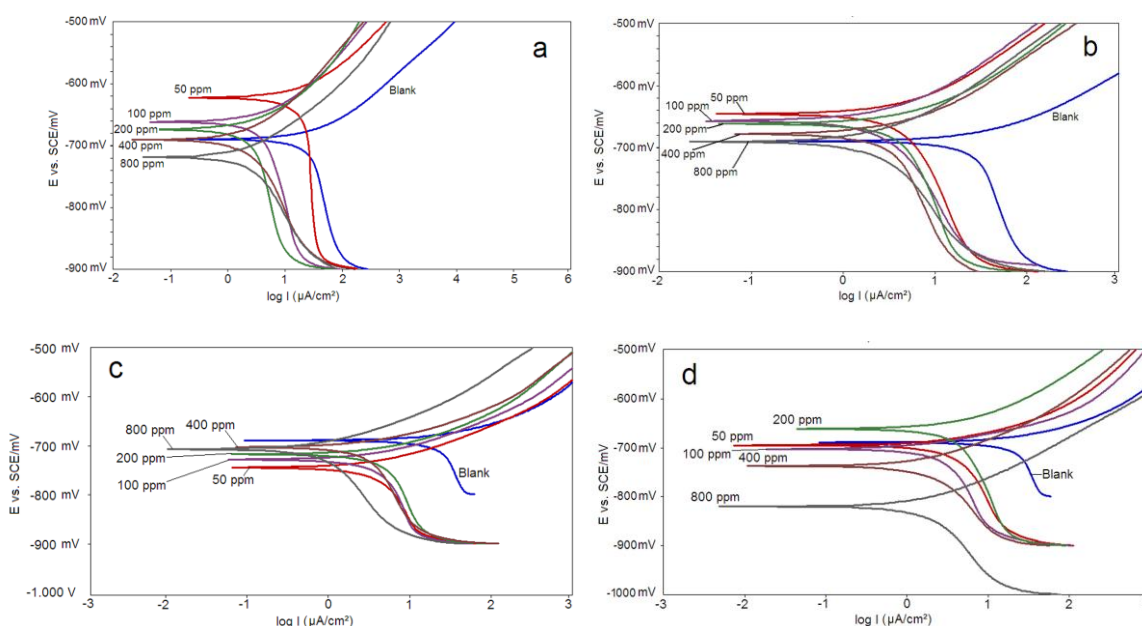 a
-500 mV
-600 mV
-700 mV
-800 mV
-900 mV
E vs. SCE/mV
50 ppm
100 ppm
200 ppm
400 ppm
800 ppm
Blank
-2 -1 0 1 2 3 4 5 6
log I (µA/cm²)
b
-500 mV
-600 mV
-700 mV
-800 mV
-900 mV
E vs. SCE/mV
50 ppm
100 ppm
200 ppm
400 ppm
800 ppm
Blank
-2 -1 0 1 2 3
log I (µA/cm²)
c
-500 mV
-600 mV
-700 mV
-800 mV
-900 mV
-1.000 V
E vs. SCE/mV
400 ppm
800 ppm
200 ppm
100 ppm
50 ppm
Blank
-3 -2 -1 0 1 2 3
log I (µA/cm²)
d
-500 mV
-600 mV
-700 mV
-800 mV
-900 mV
-1000 mV
E vs. SCE/mV
200 ppm
50 ppm
100 ppm
400 ppm
800 ppm
Blank
-3 -2 -1 0 1 2
log I (µA/cm²)